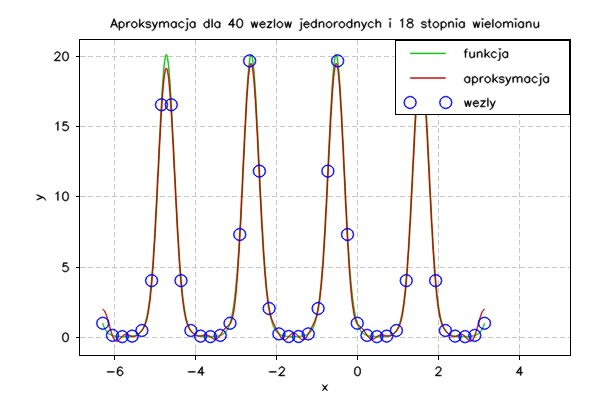 Aproksymacja dla 40 wezlow jednorodnych i 18 stopnia wielomianu
funkcja
aproksymacja
wezly
20
15
10
5
0
y
−6 −4 −2 0 2 4
x